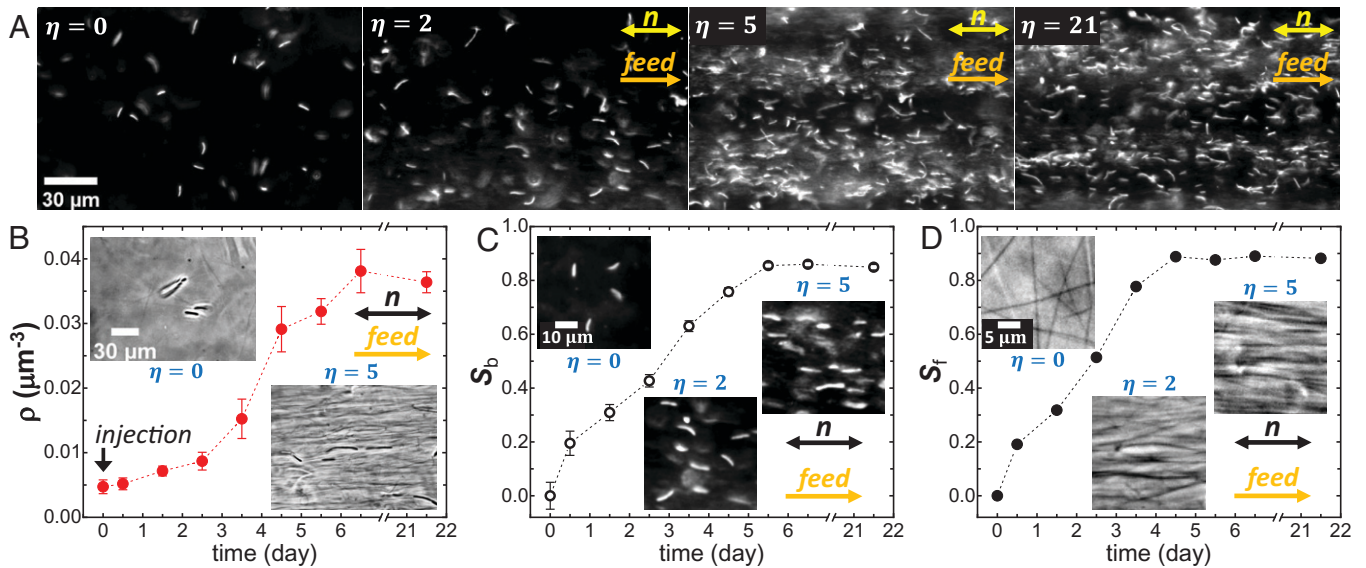 A
η = 0
η = 2
η = 5
η = 21
n
feed
n
feed
n
feed
30 µm
B
ρ (µm⁻³)
0.04
0.03
0.02
0.01
0.00
30 µm
η = 0
n
feed
η = 5
injection
0 1 2 3 4 5 6 21 22
time (day)
C
S_b
1.0
0.8
0.6
0.4
0.2
0.0
10 µm
η = 0
η = 5
η = 2
n
feed
0 1 2 3 4 5 6 21 22
time (day)
D
S_f
1.0
0.8
0.6
0.4
0.2
0.0
5 µm
η = 0
η = 5
η = 2
n
feed
0 1 2 3 4 5 6 21 22
time (day)